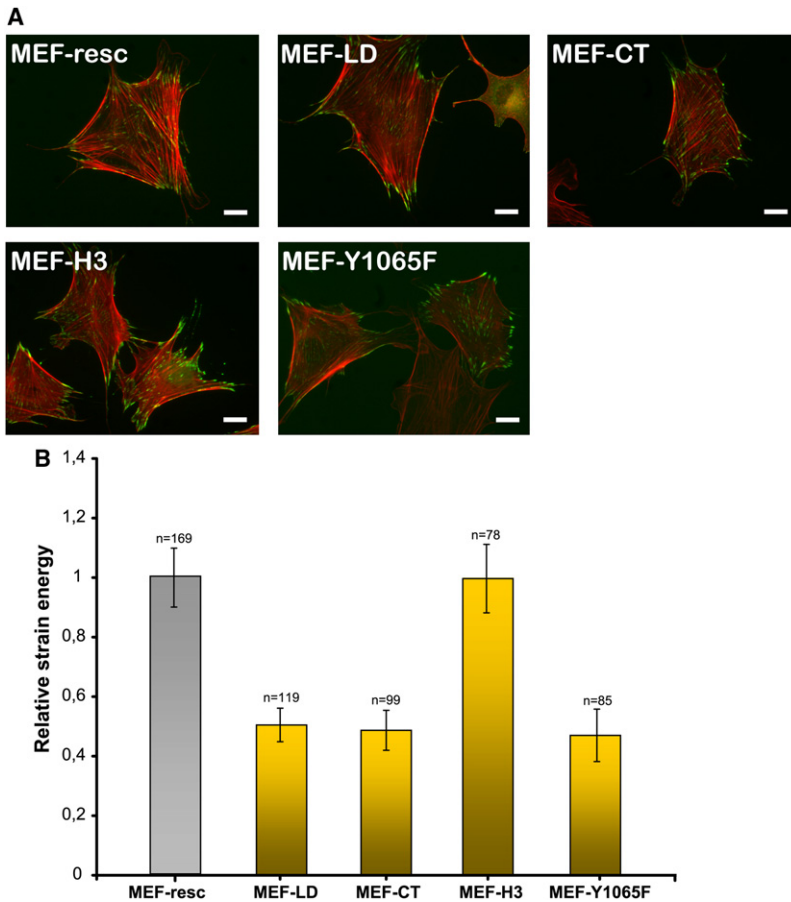 A
MEF-resc
MEF-LD
MEF-CT
MEF-H3
MEF-Y1065F
B
Relative strain energy
1,4
1,2
1
0,8
0,6
0,4
0,2
0
n=169
n=119
n=99
n=78
n=85
MEF-resc
MEF-LD
MEF-CT
MEF-H3
MEF-Y1065F